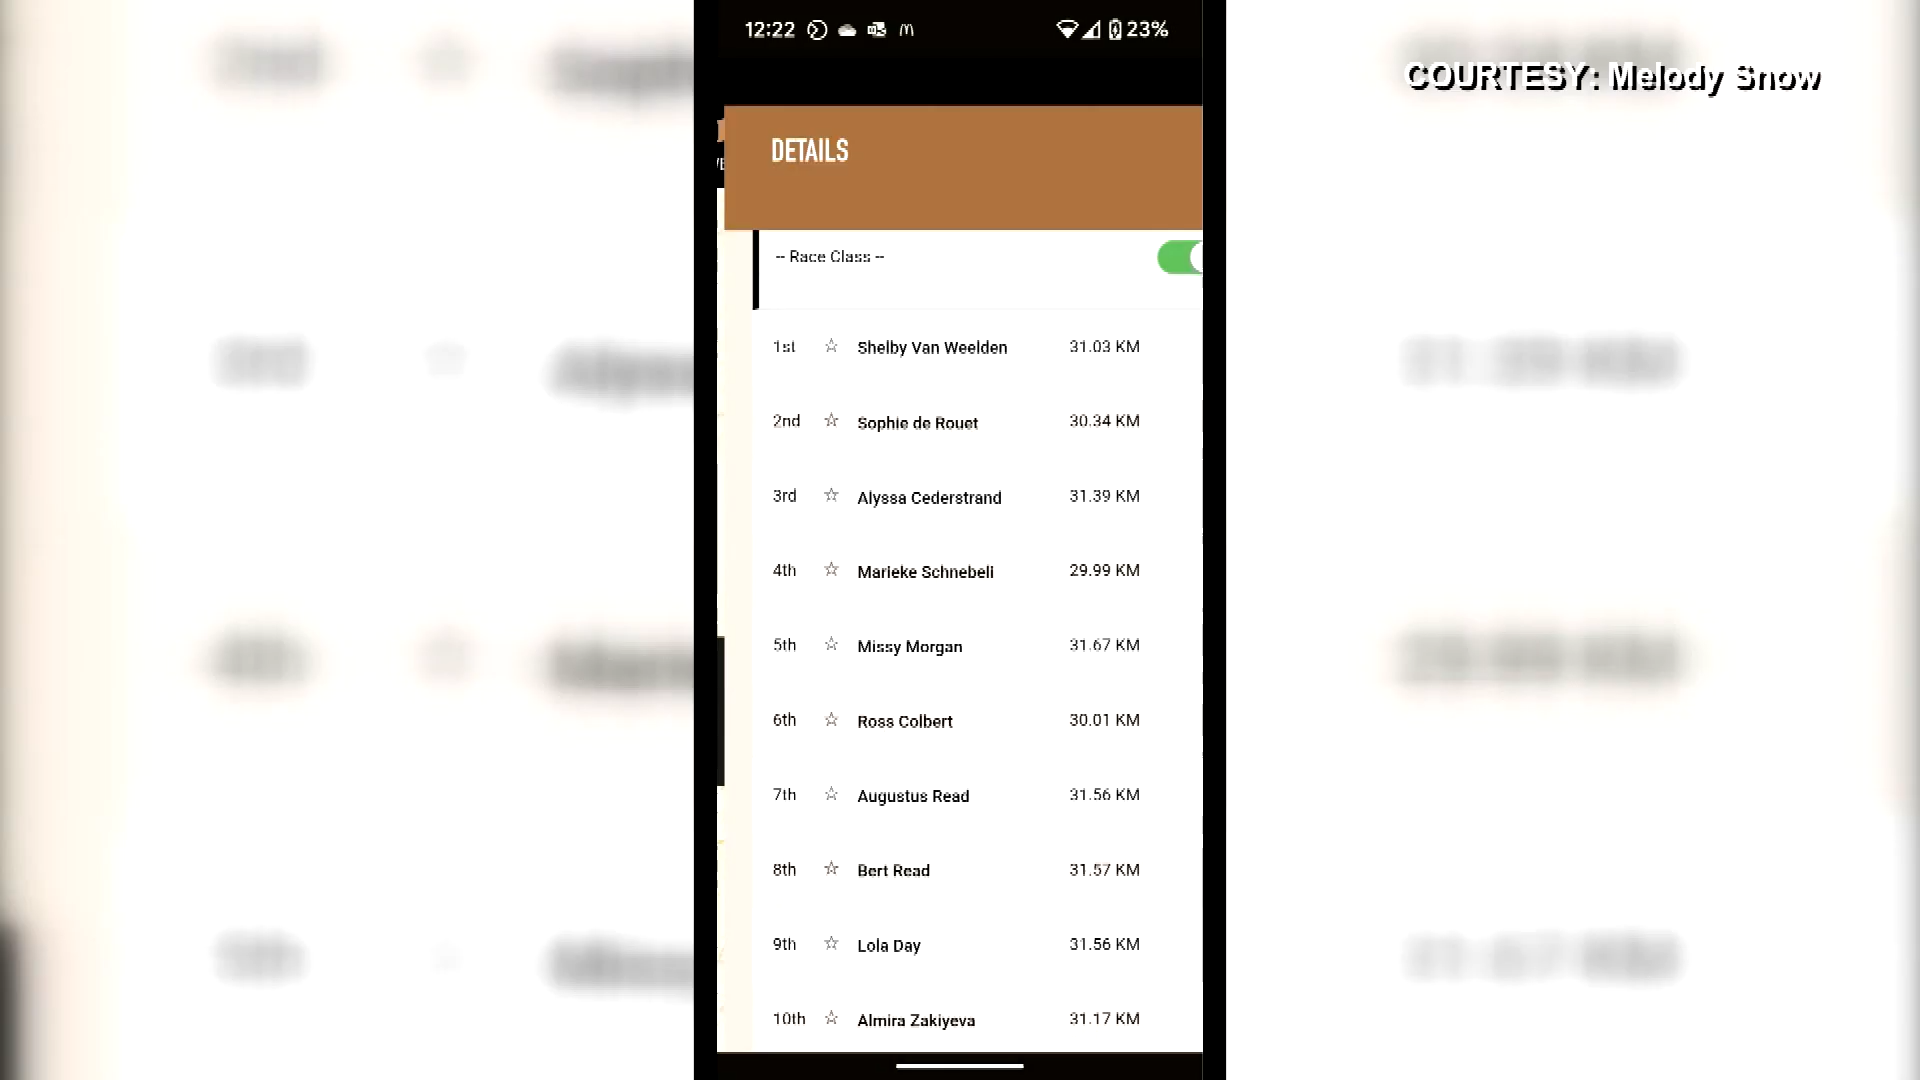 12:22 23%
COURTESY: Melody Snow
DETAILS
-- Race Class --
1st Shelby Van Weelden 31.03 KM
2nd Sophie de Rouet 30.34 KM
3rd Alyssa Cederstrand 31.39 KM
4th Marieke Schnebeli 29.99 KM
5th Missy Morgan 31.67 KM
6th Ross Colbert 30.01 KM
7th Augustus Read 31.56 KM
8th Bert Read 31.57 KM
9th Lola Day 31.56 KM
10th Almira Zakiyeva 31.17 KM